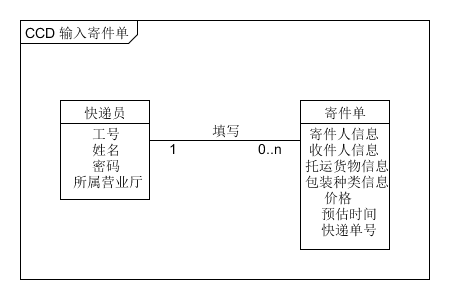 CCD 输入寄件单
快递员
工号
姓名
密码
所属营业厅
填写
1
0..n
寄件单
寄件人信息
收件人信息
托运货物信息
包装种类信息
价格
预估时间
快递单号